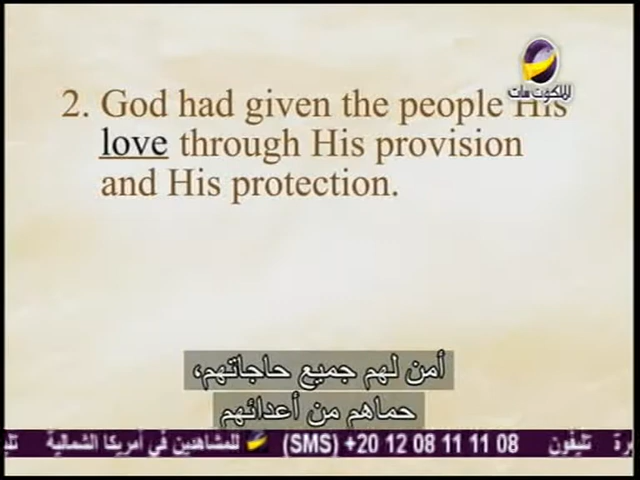 2. God had given the people His
love through His provision
and His protection.
الملكوت سات
أمن لهم جميع حاجاتهم،
حماهم من أعدائهم
للمشاهدين في أمريكا الشمالية
(SMS) +20 12 08 11 11 08
تليفون